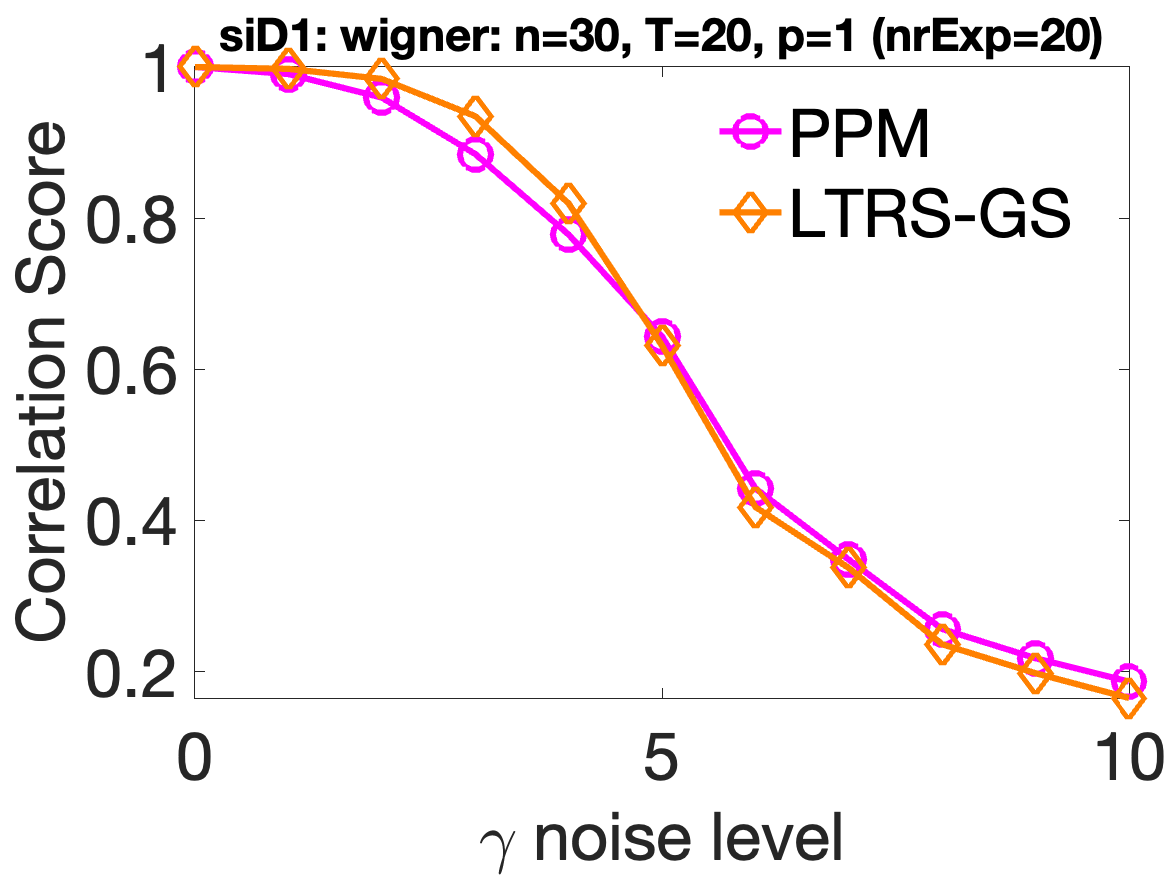 siD1: wigner: n=30, T=20, p=1 (nrExp=20)
PPM
LTRS-GS
Correlation Score
1
0.8
0.6
0.4
0.2
0
5
10
γ noise level